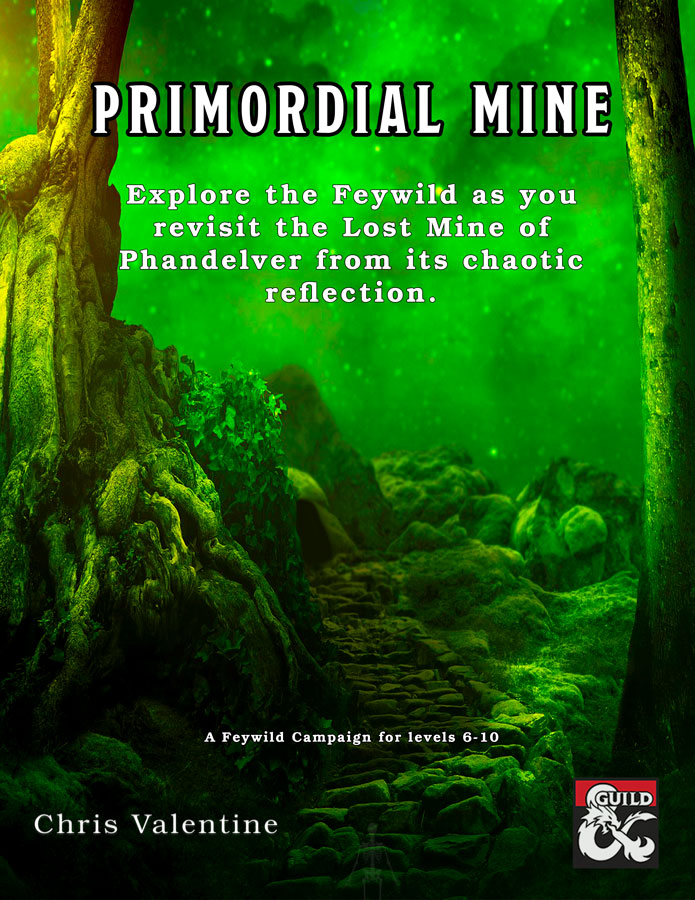 PRIMORDIAL MINE
Explore the Feywild as you
revisit the Lost Mine of
Phandelver from its chaotic
reflection.
A Feywild Campaign for levels 6-10
Chris Valentine
GUILD